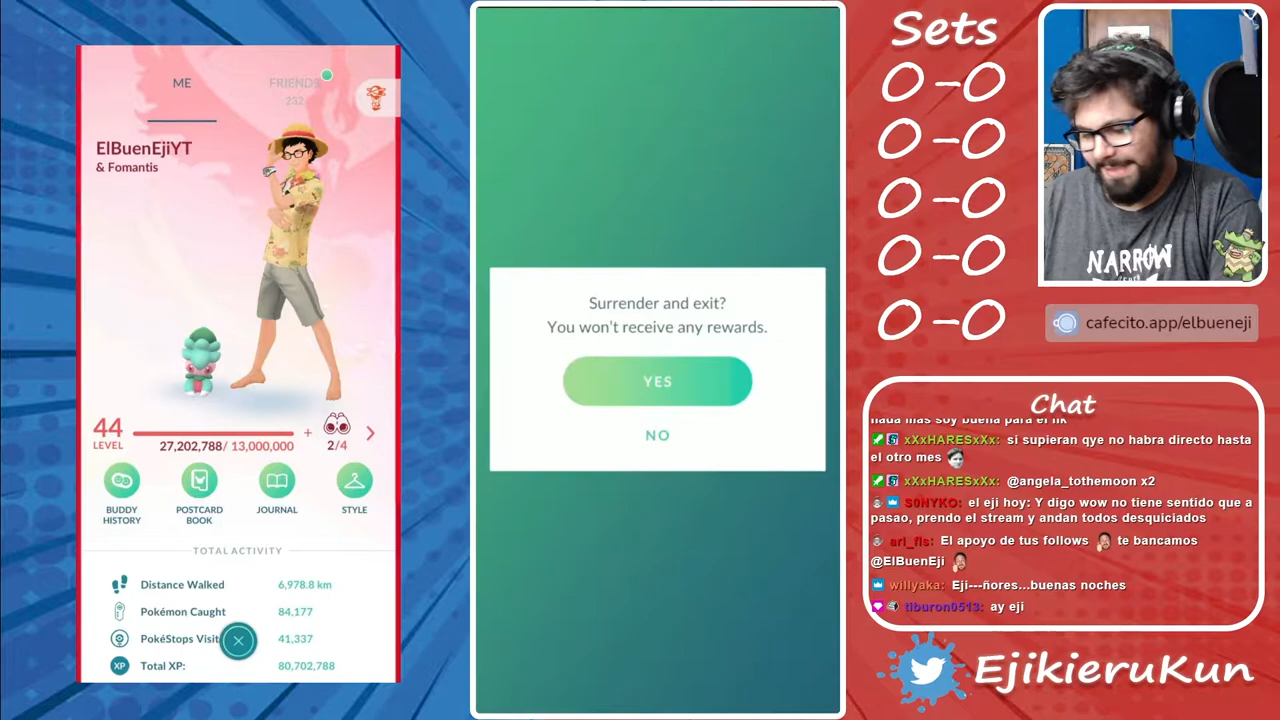 ME
FRIENDS
232
ElBuenEjiYT
& Fomantis
44
LEVEL
27,202,788/ 13,000,000
+
2/4
BUDDY
HISTORY
POSTCARD
BOOK
JOURNAL
STYLE
TOTAL ACTIVITY
Distance Walked 6,978.8 km
Pokémon Caught 84,177
PokéStops Visit 41,337
XP Total XP: 80,702,788
Surrender and exit?
You won't receive any rewards.
YES
NO
Sets
0-0
0-0
0-0
0-0
0-0
NARROW
cafecito.app/elbueneji
Chat
nada mas soy buena para el
xXxHARESxXx: si supieran qye no habra directo hasta
el otro mes
xXxHARESxXx: @angela_tothemoon x2
S0NYKO: el eji hoy: Y digo wow no tiene sentido que a
pasao, prendo el stream y andan todos desquiciados
El apoyo de tus follows te bancamos
@ElBuenEji
willyaka: Eji---ñores...buenas noches
tiburon0513: ay eji
EjikieruKun